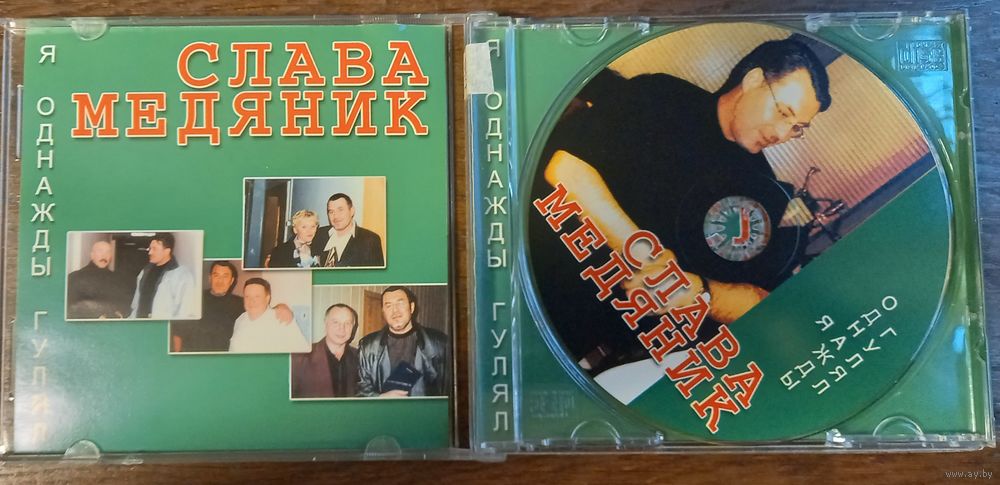 СЛАВА
МЕДЯНИК
Я ОДНАЖДЫ ГУЛЯЛ
Я ОДНАЖДЫ ГУЛЯЛ
СЛАВА
МЕДЯНИК
Я
ОДНАЖДЫ
ГУЛЯЛ
www.ay.by